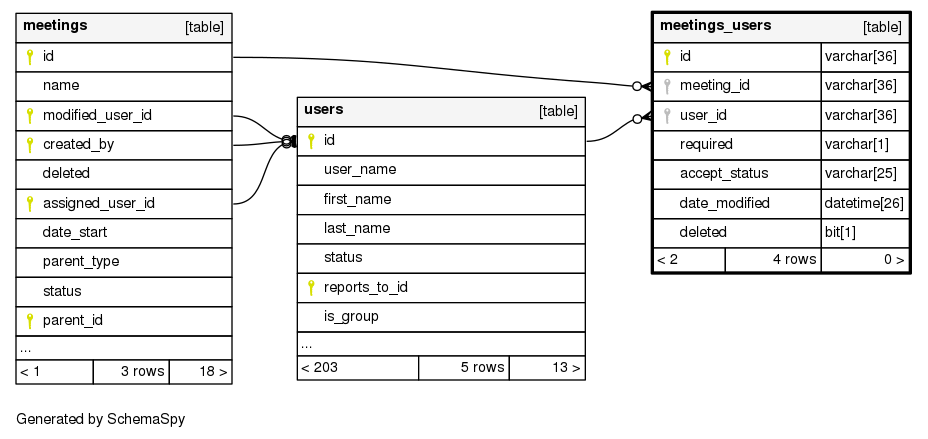 meetings [table]
id
name
modified_user_id
created_by
deleted
assigned_user_id
date_start
parent_type
status
parent_id
...
< 1 3 rows 18 >
users [table]
id
user_name
first_name
last_name
status
reports_to_id
is_group
...
< 203 5 rows 13 >
meetings_users [table]
id varchar[36]
meeting_id varchar[36]
user_id varchar[36]
required varchar[1]
accept_status varchar[25]
date_modified datetime[26]
deleted bit[1]
< 2 4 rows 0 >
Generated by SchemaSpy